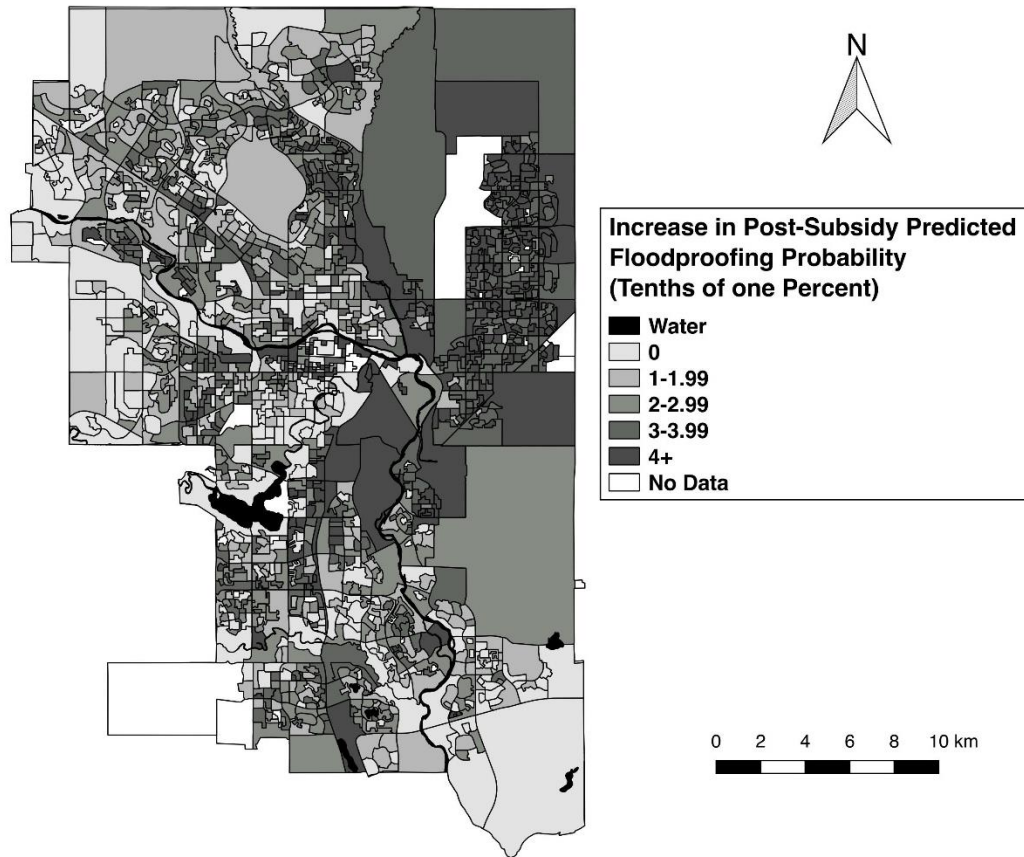 N
Increase in Post-Subsidy Predicted
Floodproofing Probability
(Tenths of one Percent)
Water
0
1-1.99
2-2.99
3-3.99
4+
No Data
0 2 4 6 8 10 km